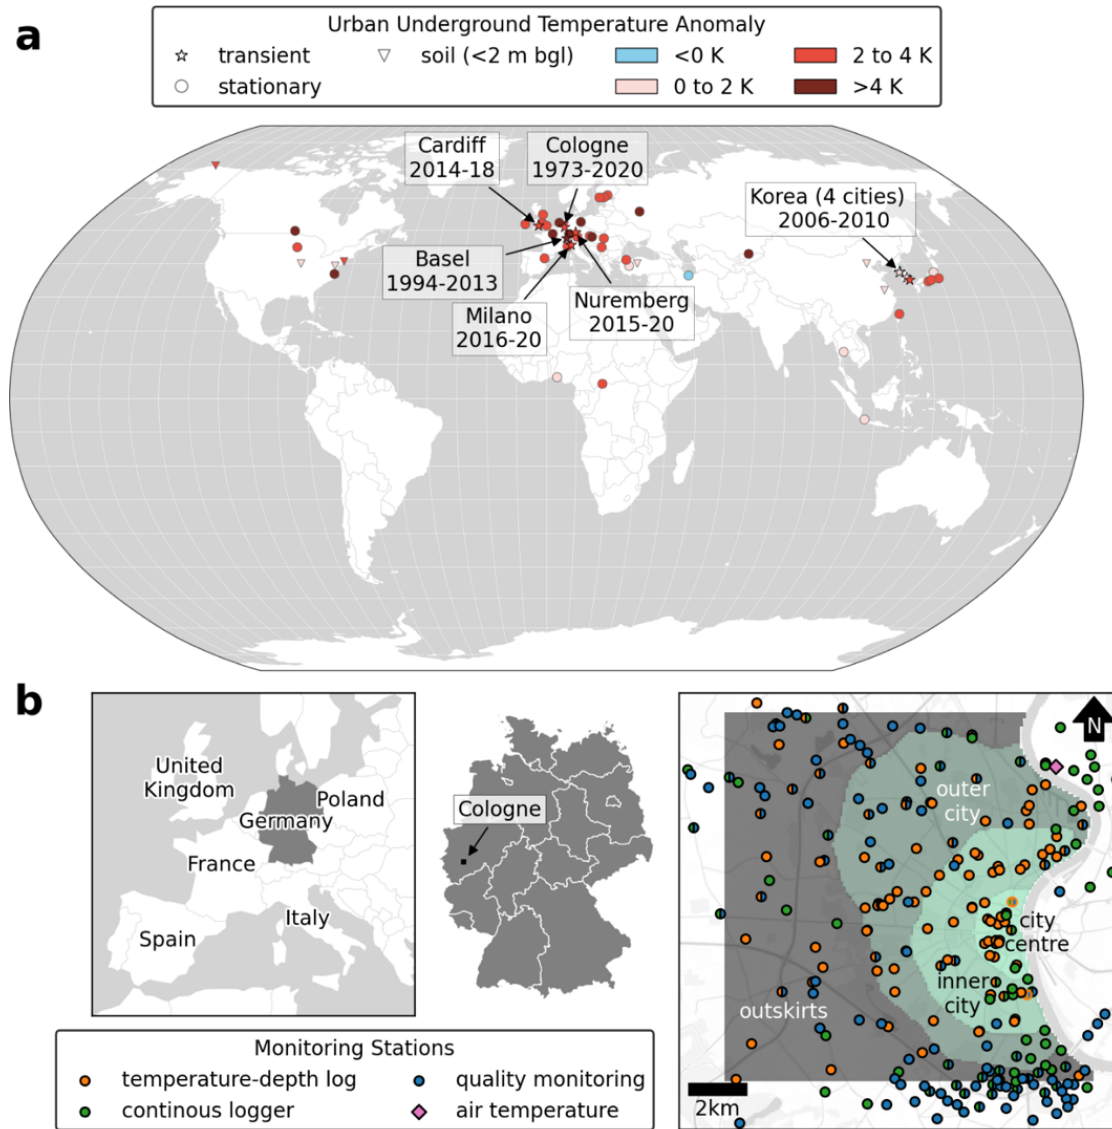 a
Urban Underground Temperature Anomaly
transient
soil (<2 m bgl)
<0 K
2 to 4 K
stationary
0 to 2 K
>4 K
Cardiff
2014-18
Cologne
1973-2020
Korea (4 cities)
2006-2010
Basel
1994-2013
Milano
2016-20
Nuremberg
2015-20
b
United
Kingdom
Poland
Germany
France
Italy
Spain
Cologne
N
outer
city
city
centre
inner
city
outskirts
2km
Monitoring Stations
temperature-depth log
quality monitoring
continous logger
air temperature